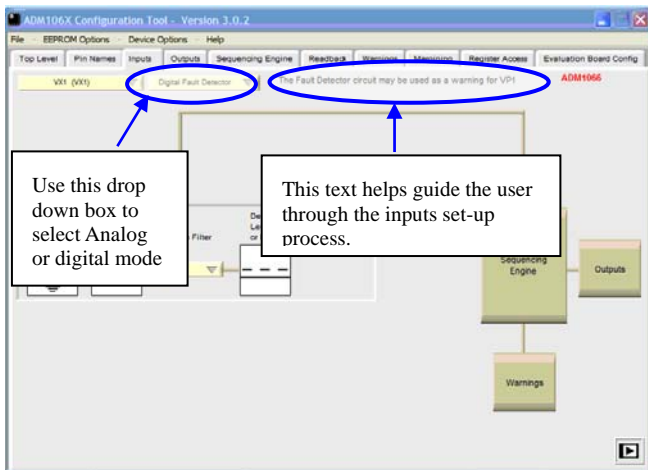 ADM106X Configuration Tool - Version 3.0.2
File EEPROM Options Device Options Help
Top Level Pin Names Inputs Outputs Sequencing Engine Readback Warnings Margining Register Access Evaluation Board Config
VX1 (VX1) Digital Fault Detector The Fault Detector circuit may be used as a warning for VP1 ADM1066
Use this drop
down box to
select Analog
or digital mode
This text helps guide the user
through the inputs set-up
process.
Filter
Sequencing
Engine
Outputs
Warnings